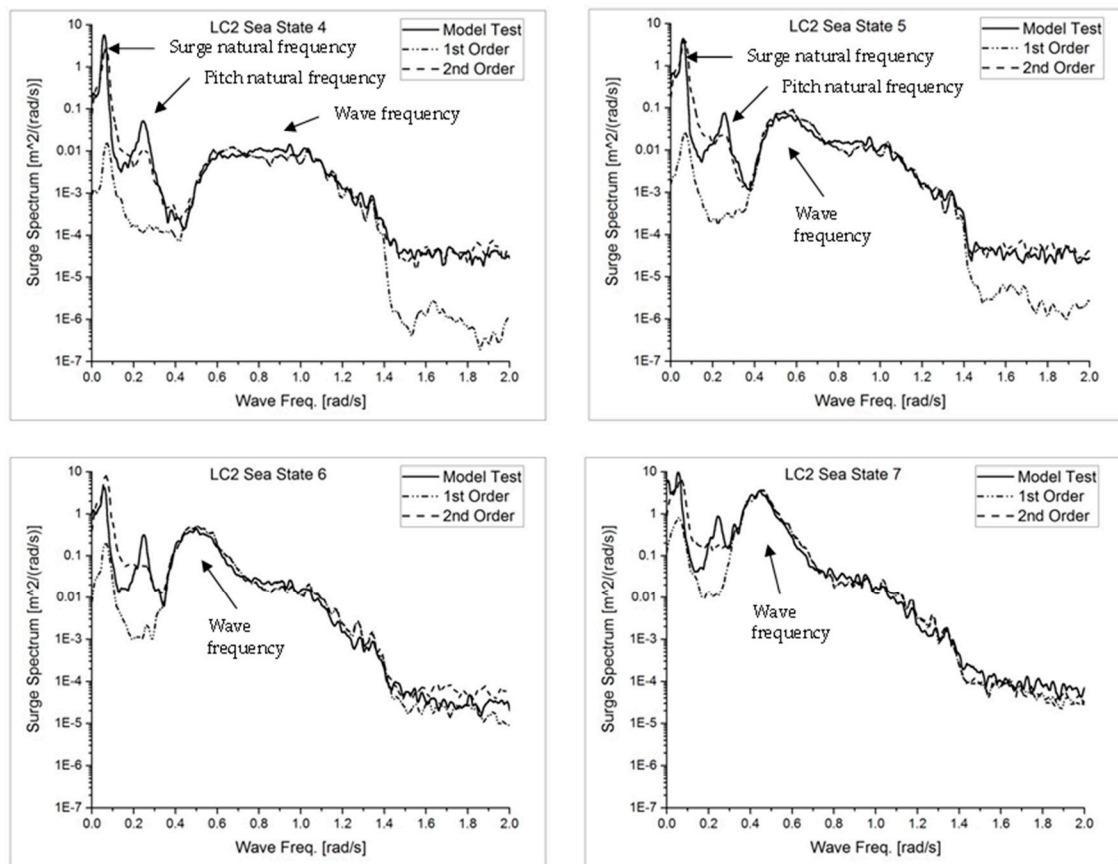 LC2 Sea State 4
Model Test
1st Order
2nd Order
Surge natural frequency
Pitch natural frequency
Wave frequency
Surge Spectrum [m^2/(rad/s)]
10
1
0.1
0.01
1E-3
1E-4
1E-5
1E-6
1E-7
0.0 0.2 0.4 0.6 0.8 1.0 1.2 1.4 1.6 1.8 2.0
Wave Freq. [rad/s]
LC2 Sea State 5
Model Test
1st Order
2nd Order
Surge natural frequency
Pitch natural frequency
Wave
frequency
Surge Spectrum [m^2/(rad/s)]
10
1
0.1
0.01
1E-3
1E-4
1E-5
1E-6
1E-7
0.0 0.2 0.4 0.6 0.8 1.0 1.2 1.4 1.6 1.8 2.0
Wave Freq. [rad/s]
LC2 Sea State 6
Model Test
1st Order
2nd Order
Wave
frequency
Surge Spectrum [m^2/(rad/s)]
10
1
0.1
0.01
1E-3
1E-4
1E-5
1E-6
1E-7
0.0 0.2 0.4 0.6 0.8 1.0 1.2 1.4 1.6 1.8 2.0
Wave Freq. [rad/s]
LC2 Sea State 7
Model Test
1st Order
2nd Order
Wave
frequency
Surge Spectrum [m^2/(rad/s)]
10
1
0.1
0.01
1E-3
1E-4
1E-5
1E-6
1E-7
0.0 0.2 0.4 0.6 0.8 1.0 1.2 1.4 1.6 1.8 2.0
Wave Freq. [rad/s]